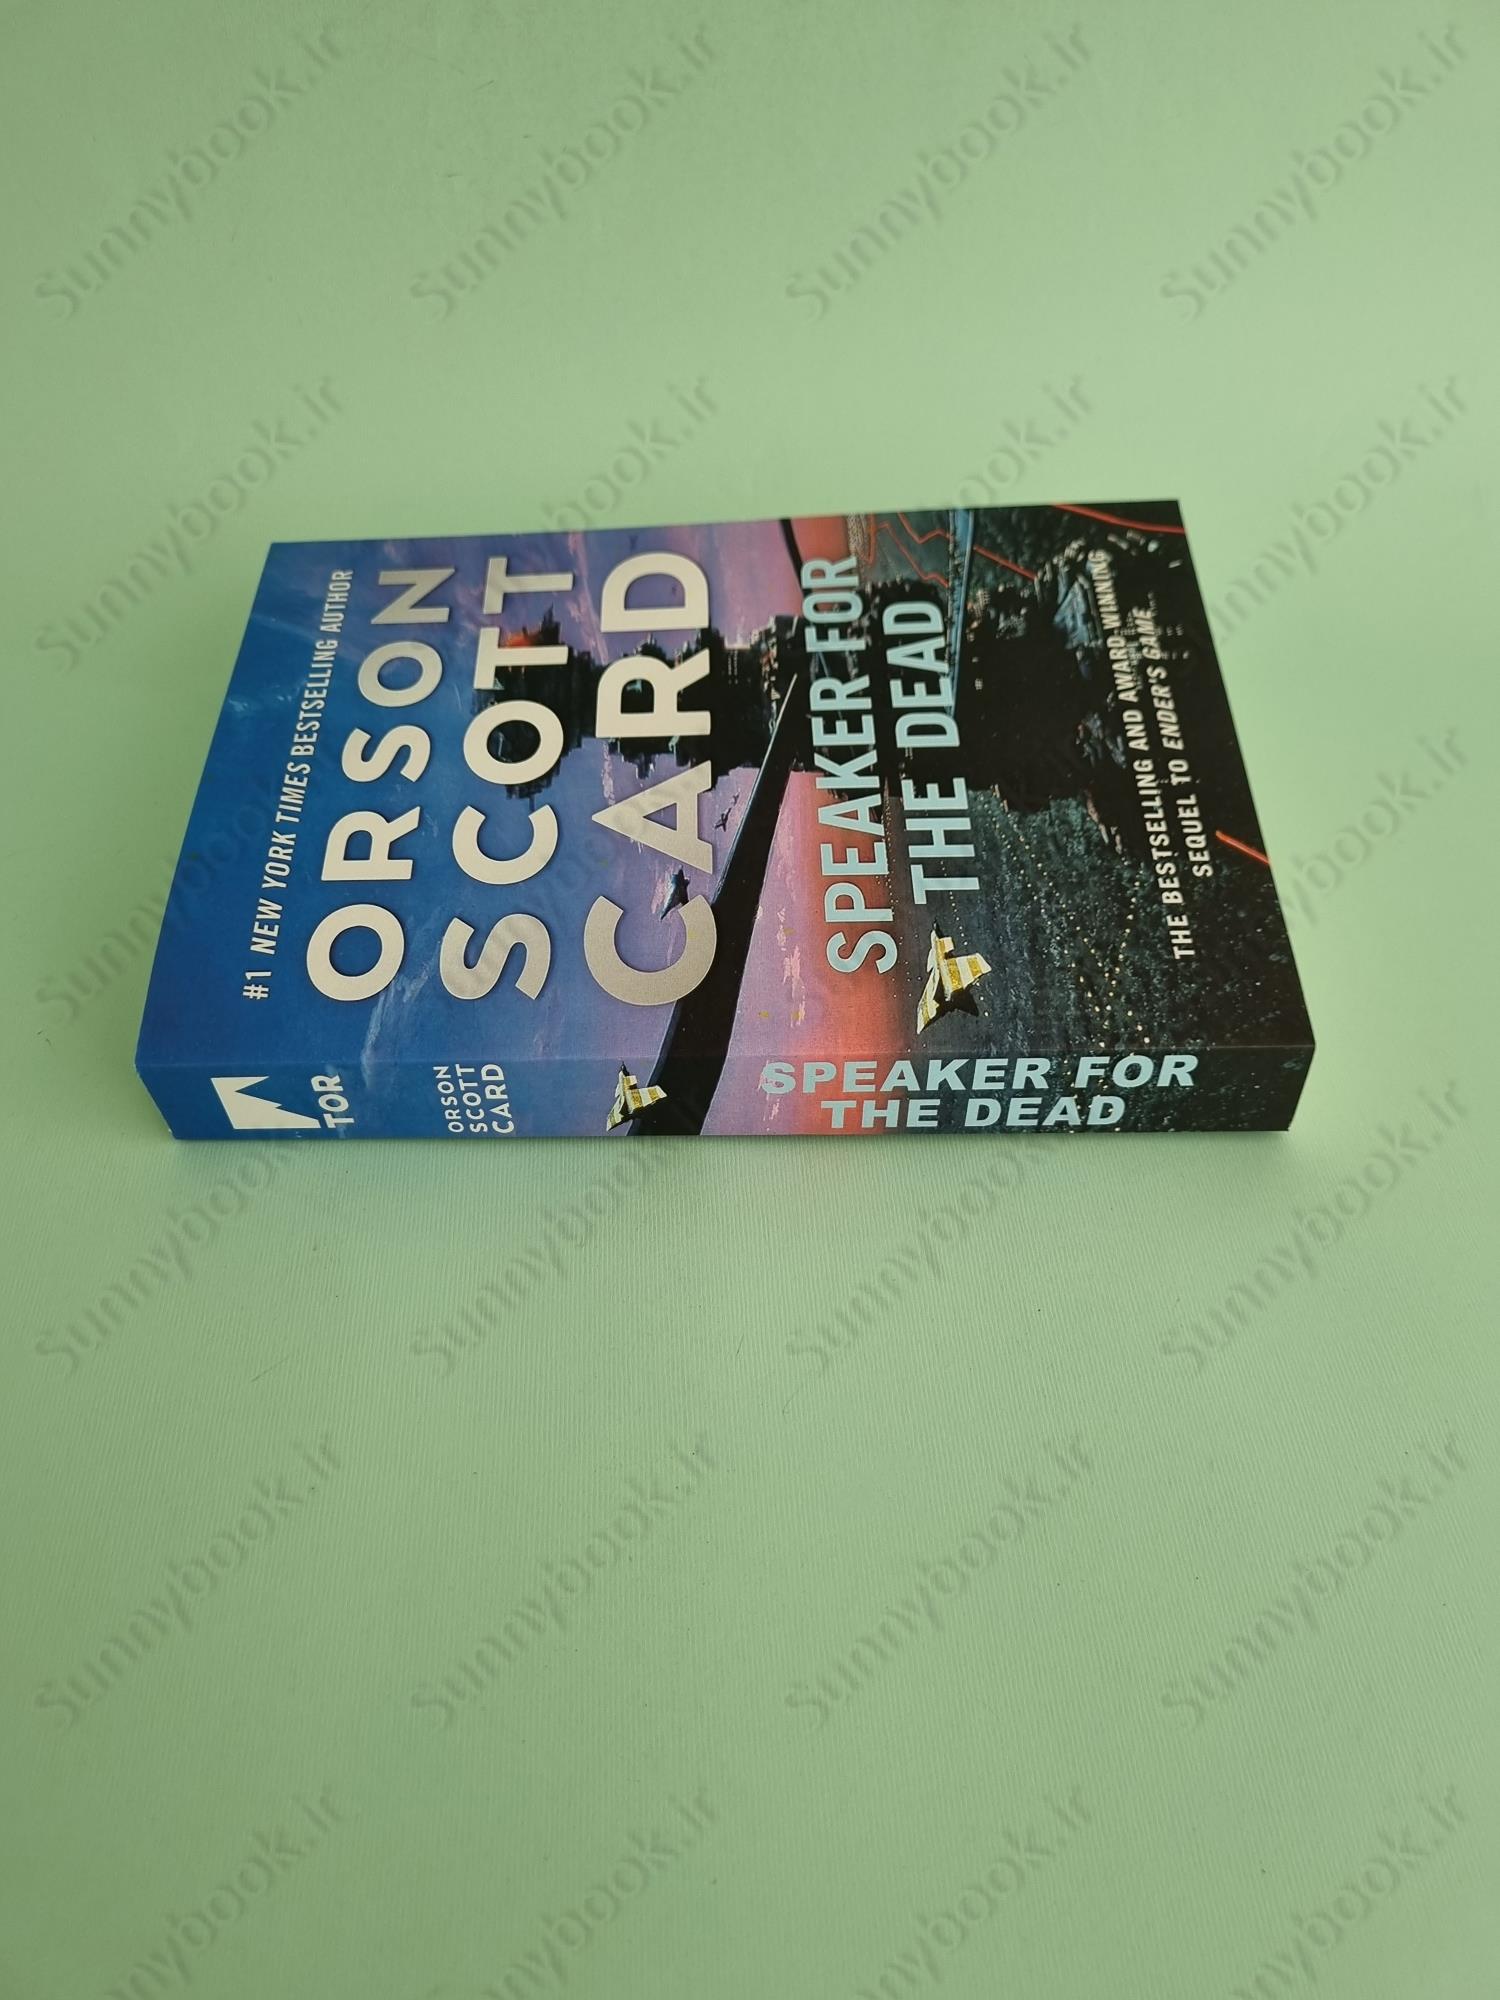 #1 NEW YORK TIMES BESTSELLING AUTHOR
ORSON
SCOTT
CARD
SPEAKER FOR
THE DEAD
THE BESTSELLING AND AWARD-WINNING
SEQUEL TO ENDER'S GAME
TOR
ORSON
SCOTT
CARD
SPEAKER FOR
THE DEAD
Sunnybook.ir